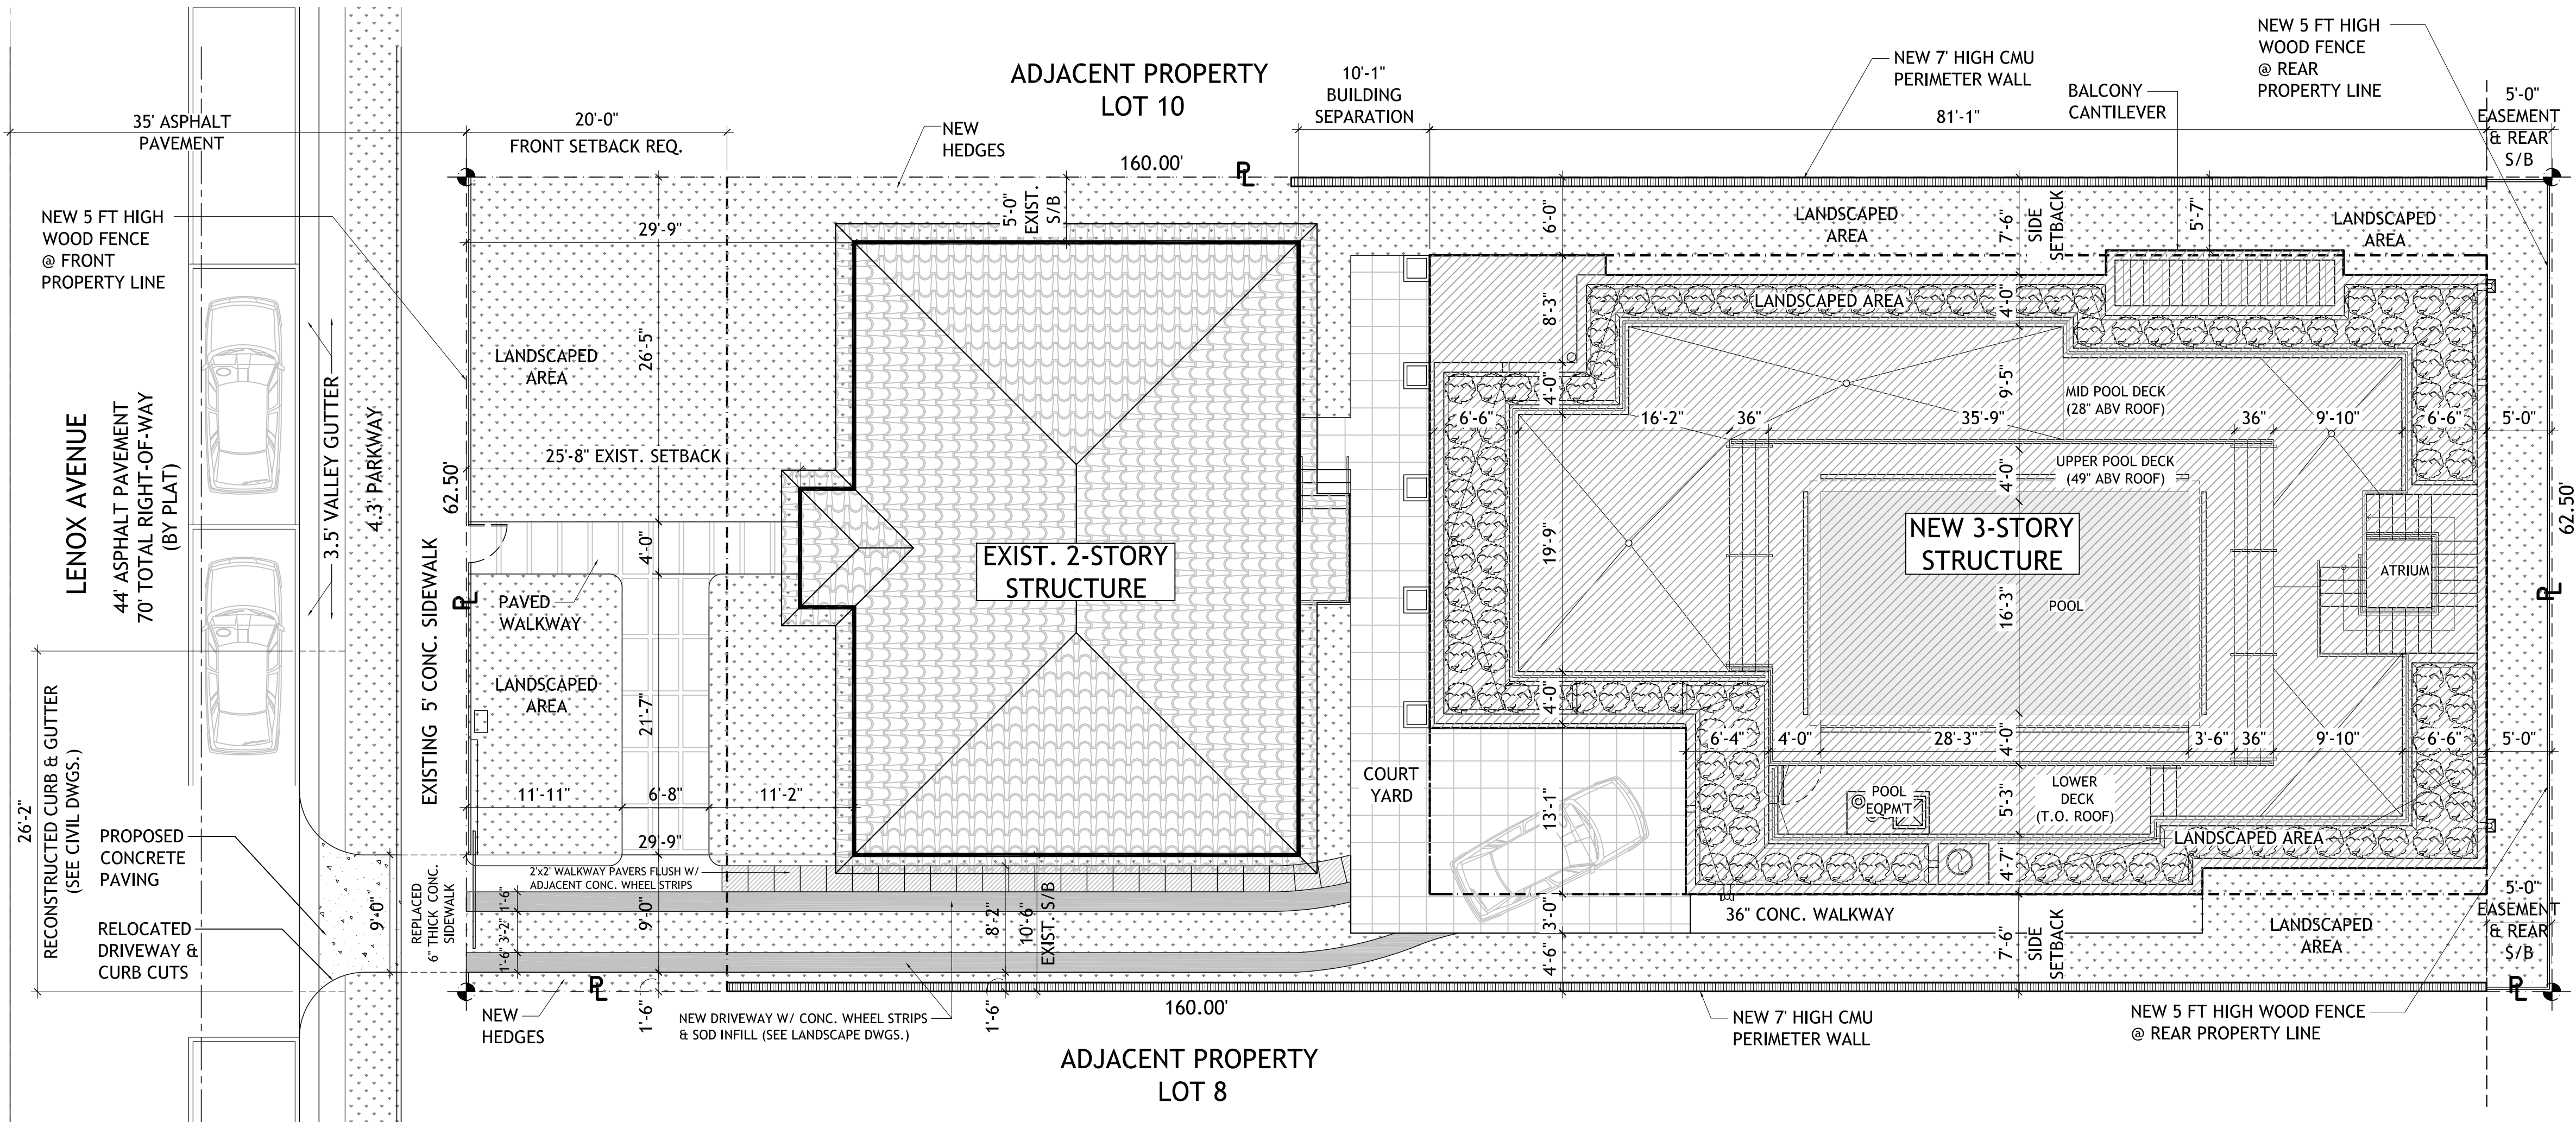 ADJACENT PROPERTY
LOT 10
10'-1"
BUILDING
SEPARATION
NEW 7' HIGH CMU
PERIMETER WALL
BALCONY
CANTILEVER
NEW 5 FT HIGH
WOOD FENCE
@ REAR
PROPERTY LINE
5'-0"
EASEMENT
& REAR
S/B
81'-1"
35' ASPHALT
PAVEMENT
20'-0"
FRONT SETBACK REQ.
NEW
HEDGES
160.00'
PL
NEW 5 FT HIGH
WOOD FENCE
@ FRONT
PROPERTY LINE
29'-9"
5'-0"
EXIST.
S/B
6'-0"
LANDSCAPED
AREA
7'-6"
SIDE
SETBACK
5'-7"
LANDSCAPED
AREA
LENOX AVENUE
44' ASPHALT PAVEMENT
70' TOTAL RIGHT-OF-WAY
(BY PLAT)
3.5' VALLEY GUTTER
4.3' PARKWAY
62.50'
EXISTING 5' CONC. SIDEWALK
PL
LANDSCAPED
AREA
26'-5"
25'-8" EXIST. SETBACK
4'-0"
PAVED
WALKWAY
LANDSCAPED
AREA
21'-7"
11'-11"
6'-8"
11'-2"
29'-9"
EXIST. 2-STORY
STRUCTURE
8'-3"
LANDSCAPED AREA
4'-0"
4'-0"
9'-5"
MID POOL DECK
(28" ABV ROOF)
6'-6"
16'-2"
36"
35'-9"
36"
9'-10"
6'-6"
5'-0"
UPPER POOL DECK
(49" ABV ROOF)
4'-0"
NEW 3-STORY
STRUCTURE
19'-9"
16'-3"
POOL
ATRIUM
62.50'
PL
4'-0"
6'-4"
4'-0"
28'-3"
4'-0"
3'-6"
36"
9'-10"
6'-6"
5'-0"
COURT
YARD
13'-1"
POOL
EQPM'T
5'-3"
LOWER
DECK
(T.O. ROOF)
LANDSCAPED AREA
4'-7"
26'-2"
RECONSTRUCTED CURB & GUTTER
(SEE CIVIL DWGS.)
PROPOSED
CONCRETE
PAVING
RELOCATED
DRIVEWAY &
CURB CUTS
9'-0"
REPLACED
6" THICK CONC.
SIDEWALK
2'x2' WALKWAY PAVERS FLUSH W/
ADJACENT CONC. WHEEL STRIPS
1'-6"
3'-2"
1'-6"
9'-0"
8'-2"
10'-6"
EXIST. S/B
3'-0"
4'-6"
36" CONC. WALKWAY
7'-6"
SIDE
SETBACK
LANDSCAPED
AREA
5'-0"
EASEMENT
& REAR
S/B
PL
PL
NEW
HEDGES
1'-6"
NEW DRIVEWAY W/ CONC. WHEEL STRIPS
& SOD INFILL (SEE LANDSCAPE DWGS.)
1'-6"
160.00'
NEW 7' HIGH CMU
PERIMETER WALL
NEW 5 FT HIGH WOOD FENCE
@ REAR PROPERTY LINE
ADJACENT PROPERTY
LOT 8